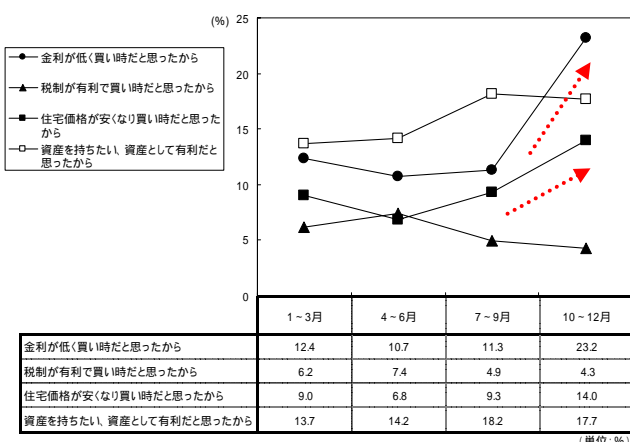 (%)
25
20
15
10
5
0
金利が低く買い時だと思ったから
税制が有利で買い時だと思ったから
住宅価格が安くなり買い時だと思った
から
資産を持ちたい、資産として有利だと
思ったから
1～3月 4～6月 7～9月 10～12月
金利が低く買い時だと思ったから 12.4 10.7 11.3 23.2
税制が有利で買い時だと思ったから 6.2 7.4 4.9 4.3
住宅価格が安くなり買い時だと思ったから 9.0 6.8 9.3 14.0
資産を持ちたい、資産として有利だと思ったから 13.7 14.2 18.2 17.7
(単位:%)